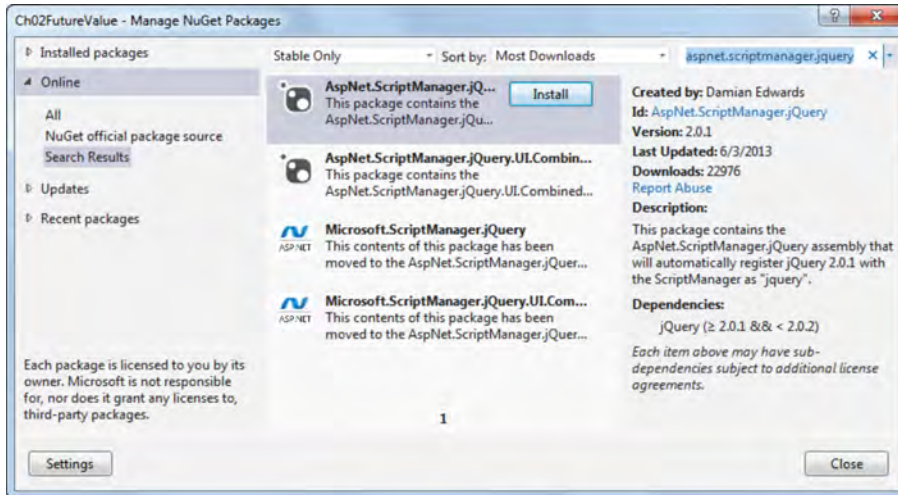 Ch02FutureValue - Manage NuGet Packages
Installed packages
Online
All
NuGet official package source
Search Results
Updates
Recent packages
Each package is licensed to you by its
owner. Microsoft is not responsible
for, nor does it grant any licenses to,
third-party packages.
Settings
Stable Only
Sort by: Most Downloads
AspNet.ScriptManager.jQ...
Install
This package contains the
AspNet.ScriptManager.jQu...
AspNet.ScriptManager.jQuery.UI.Combin...
This package contains the
AspNet.ScriptManager.jQuery.UI.Combined...
ASP.NET
Microsoft.ScriptManager.jQuery
This contents of this package has been
moved to the AspNet.ScriptManager.jQuer...
ASP.NET
Microsoft.ScriptManager.jQuery.UI.Com...
This contents of this package has been
moved to the AspNet.ScriptManager.jQuer...
1
aspnet.scriptmanager.jquery
Created by: Damian Edwards
Id: AspNet.ScriptManager.jQuery
Version: 2.0.1
Last Updated: 6/3/2013
Downloads: 22976
Report Abuse
Description:
This package contains the
AspNet.ScriptManager.jQuery assembly that
will automatically register jQuery 2.0.1 with
the ScriptManager as "jquery".
Dependencies:
jQuery (≥ 2.0.1 && < 2.0.2)
Each item above may have sub-
dependencies subject to additional license
agreements.
Close